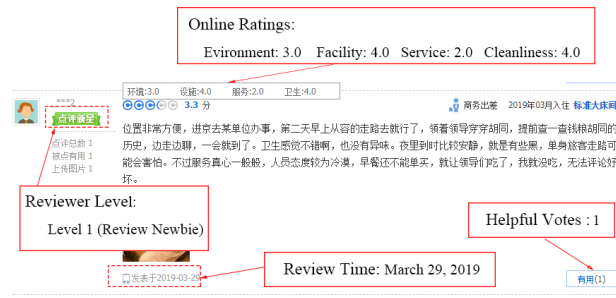 Online Ratings:
Evironment: 3.0 Facility: 4.0 Service: 2.0 Cleanliness: 4.0
环境:3.0 设施:4.0 服务:2.0 卫生:4.0
3.3 分
商务出差 2019年03月入住 标准大床间
***2
点评新星
点评总数 1
被点有用 1
上传图片 1
位置非常方便，进京去某单位办事，第二天早上从容的走路去就行了，领着领导穿穿胡同，提前查一查钱粮胡同的
历史，边走边聊，一会就到了。卫生感觉不错啊，也没有异味。夜里到时比较安静，就是有些黑，单身旅客走路可
能会害怕。不过服务真心一般般，人员态度较为冷漠，早餐还不能单买，就让领导们吃了，我就没吃，无法评论好
坏。
Reviewer Level:
Level 1 (Review Newbie)
Helpful Votes : 1
Review Time: March 29, 2019
发表于2019-03-29
有用(1)